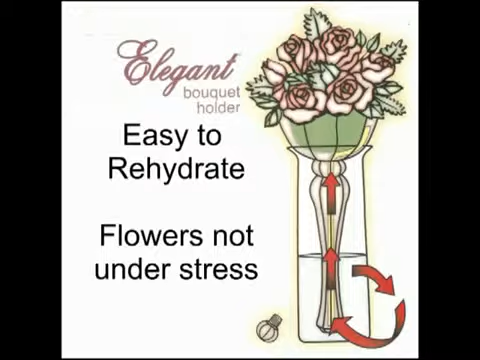 Elegant
bouquet
holder
Easy to
Rehydrate
Flowers not
under stress